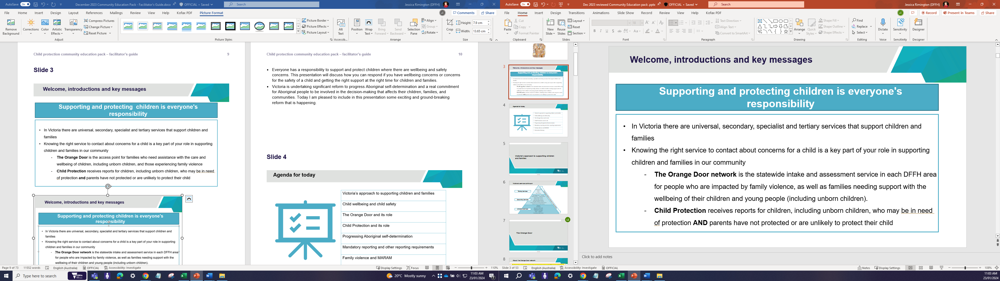 AutoSave On December 2023 Community Education Pack - Facilitator's Guide.docx OFFICIAL • Saved Search Jessica Rimington (DFFH)
File Home Insert Design Layout References Mailings Review View Help Kofax PDF Picture Format LE Comments Share
Remove Background
Corrections
Color
Artistic Effects
Transparency
Compress Pictures
Change Picture
Reset Picture
Adjust
Picture Styles
Picture Border
Picture Effects
Picture Layout
Alt Text
Accessib...
Position
Wrap Text
Bring Forward
Send Backward
Selection Pane
Align
Group
Rotate
Arrange
Crop
Height: 7.9 cm
Width: 13.65 cm
Size
Child protection community education pack – facilitator's guide 9
Slide 3
Welcome, introductions and key messages
Supporting and protecting children is everyone's
responsibility
• In Victoria there are universal, secondary, specialist and tertiary services that support children and
families
• Knowing the right service to contact about concerns for a child is a key part of your role in supporting
children and families in our community
- The Orange Door is the access point for families who need assistance with the care and
wellbeing of children, including unborn children, and those experiencing family violence
- Child Protection receives reports for children, including unborn children, who may be in need
of protection and parents have not protected or are unlikely to protect their child
Welcome, introductions and key messages
Supporting and protecting children is everyone's
responsibility
• In Victoria there are universal, secondary, specialist and tertiary services that support children and
families
• Knowing the right service to contact about concerns for a child is a key part of your role in supporting
children and families in our community
- The Orange Door network is the statewide intake and assessment service in each DFFH area
for people who are impacted by family violence, as well as families needing support with the
wellbeing of their children and young people (including unborn children).
Child protection community education pack – facilitator's guide 10
• Everyone has a responsibility to support and protect children where there are wellbeing and safety
concerns. This presentation will discuss how you can respond if you have wellbeing concerns or concerns
for the safety of a child and getting the right support at the right time for children and families.
• Victoria is undertaking significant reform to progress Aboriginal self-determination and a real commitment
for Aboriginal people to be involved in the decision-making that affects their children, families, and
communities. Today I am pleased to include in this presentation some exciting and ground-breaking
reform that is happening.
Slide 4
Agenda for today
Victoria's approach to supporting children and families
Child wellbeing and child safety
The Orange Door and its role
Child Protection and its role
Progressing Aboriginal self-determination
Mandatory reporting and other reporting requirements
Family violence and MARAM
Page 9 of 73 11552 words English (Australia) OFFICIAL Accessibility: Investigate Display Settings Focus 110%
Type here to search VICTORIA 20°C Mostly sunny 11:03 AM
23/01/2024 7
AutoSave On Dec 2023 reviewed Community Education pack .pptx OFFICIAL • Saved Search Jessica Rimington (DFFH)
File Home Insert Design Transitions Animations Slide Show Record Review View Help Kofax PDF LE Record Present in Teams Share
Paste
Cut
Copy
Format Painter
Clipboard
New Slide
Reuse Slides
Layout
Reset
Section
Slides
18
Font
Paragraph
Text Direction
Align Text
Convert to SmartArt
Arrange
Quick Styles
Shape Fill
Shape Outline
Shape Effects
Drawing
Find
Replace
Select
Editing
Dictate
Voice
Sensitivity
Sensitivity
Designer
Designer
3
Welcome, introductions and key messages
Supporting and protecting children is everyone's
responsibility
4
Agenda for today
5
Victoria's approach to supporting children
and families
6
Victoria's service continuum
Tertiary Services
Secondary Services
Universal Services
7
LE
The Orange Door
8
About The Orange Door network
Welcome, introductions and key messages
Supporting and protecting children is everyone's
responsibility
• In Victoria there are universal, secondary, specialist and tertiary services that support children and
families
• Knowing the right service to contact about concerns for a child is a key part of your role in supporting
children and families in our community
- The Orange Door network is the statewide intake and assessment service in each DFFH area
for people who are impacted by family violence, as well as families needing support with the
wellbeing of their children and young people (including unborn children).
- Child Protection receives reports for children, including unborn children, who may be in need
of protection AND parents have not protected or are unlikely to protect their child
Click to add notes
Slide 3 of 53 English (Australia) Accessibility: Investigate OFFICIAL Notes Display Settings 108%
11:03 AM
23/01/2024